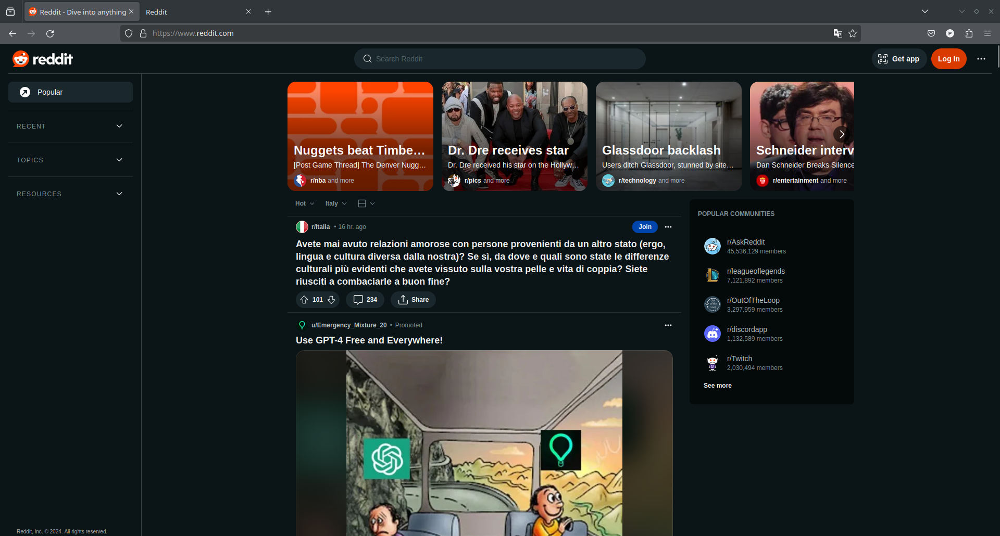 Reddit - Dive into anything
Reddit
https://www.reddit.com
reddit
Search Reddit
Get app
Log In
Popular
RECENT
TOPICS
RESOURCES
Nuggets beat Timbe…
[Post Game Thread] The Denver Nugg…
r/nba and more
Dr. Dre receives star
Dr. Dre received his star on the Hollyw…
r/pics and more
Glassdoor backlash
Users ditch Glassdoor, stunned by site…
r/technology and more
Schneider interv
Dan Schneider Breaks Silence
r/entertainment and more
Hot
Italy
r/Italia • 16 hr. ago
Join
Avete mai avuto relazioni amorose con persone provenienti da un altro stato (ergo,
lingua e cultura diversa dalla nostra)? Se sì, da dove e quali sono state le differenze
culturali più evidenti che avete vissuto sulla vostra pelle e vita di coppia? Siete
riusciti a combaciarle a buon fine?
101
234
Share
u/Emergency_Mixture_20 • Promoted
Use GPT-4 Free and Everywhere!
POPULAR COMMUNITIES
r/AskReddit
45,536,129 members
r/leagueoflegends
7,121,892 members
Out
of the
Loop
r/OutOfTheLoop
3,297,959 members
r/discordapp
1,132,589 members
r/Twitch
2,030,494 members
See more
Reddit, Inc. © 2024. All rights reserved.